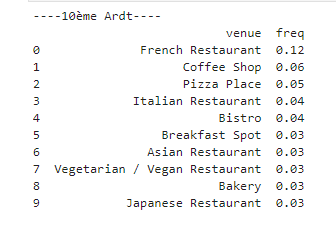 ----10ème Ardt----
venue freq
0 French Restaurant 0.12
1 Coffee Shop 0.06
2 Pizza Place 0.05
3 Italian Restaurant 0.04
4 Bistro 0.04
5 Breakfast Spot 0.03
6 Asian Restaurant 0.03
7 Vegetarian / Vegan Restaurant 0.03
8 Bakery 0.03
9 Japanese Restaurant 0.03